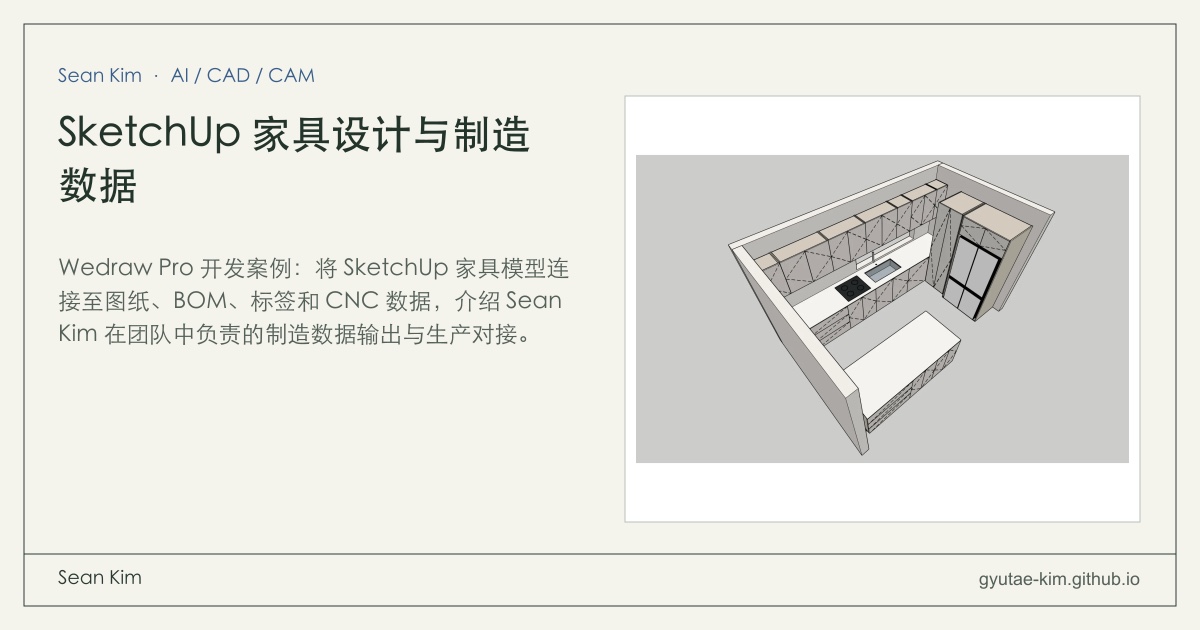 Sean Kim · AI / CAD / CAM
SketchUp 家具设计与制造
数据
Wedraw Pro 开发案例：将 SketchUp 家具模型连
接至图纸、BOM、标签和 CNC 数据，介绍 Sean
Kim 在团队中负责的制造数据输出与生产对接。
Sean Kim
gyutae-kim.github.io